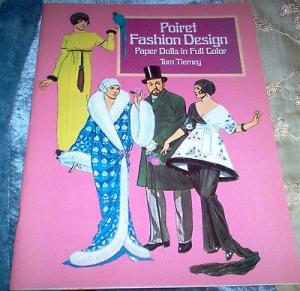 Poiret
Fashion Design
Paper Dolls in Full Color
Tom Tierney